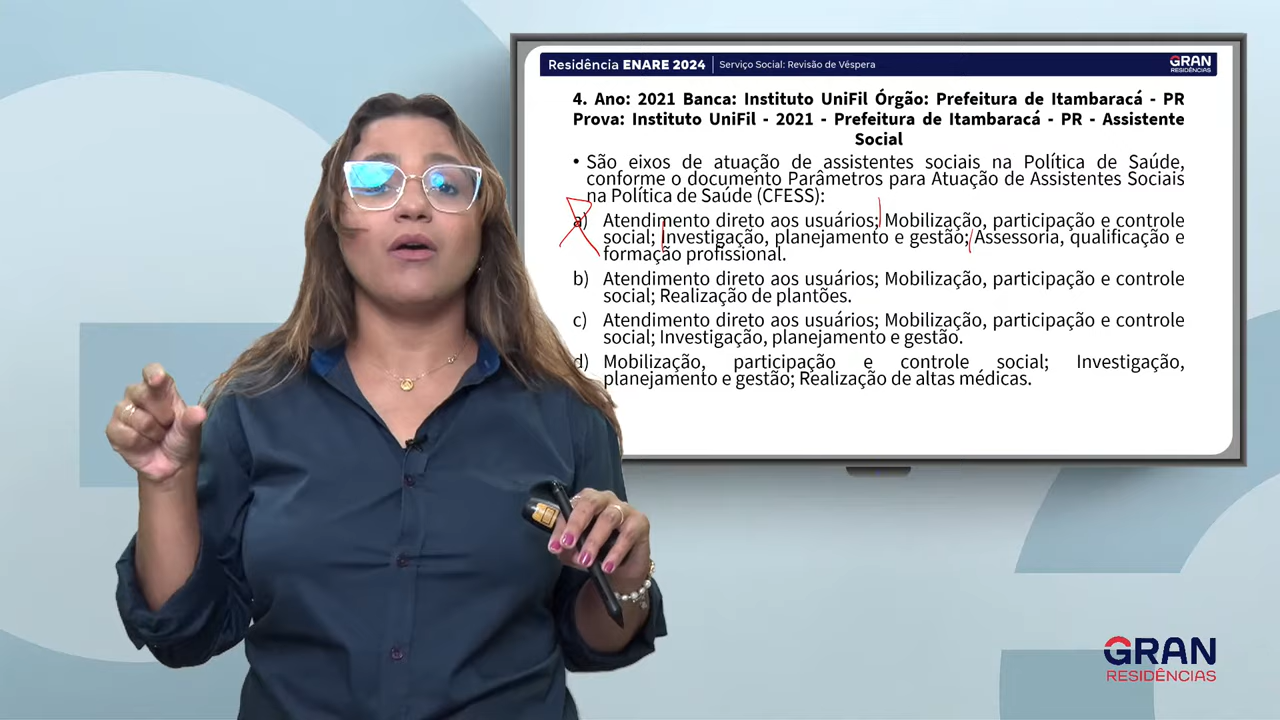 Residência ENARE 2024 | Serviço Social: Revisão de Véspera
GRAN
RESIDÊNCIAS
4. Ano: 2021 Banca: Instituto UniFil Órgão: Prefeitura de Itambaracá - PR
Prova: Instituto UniFil - 2021 - Prefeitura de Itambaracá - PR - Assistente
Social
• São eixos de atuação de assistentes sociais na Política de Saúde,
conforme o documento Parâmetros para Atuação de Assistentes Sociais
na Política de Saúde (CFESS):
a) Atendimento direto aos usuários; Mobilização, participação e controle
social; Investigação, planejamento e gestão; Assessoria, qualificação e
formação profissional.
b) Atendimento direto aos usuários; Mobilização, participação e controle
social; Realização de plantões.
c) Atendimento direto aos usuários; Mobilização, participação e controle
social; Investigação, planejamento e gestão.
d) Mobilização, participação e controle social; Investigação,
planejamento e gestão; Realização de altas médicas.
GRAN
RESIDÊNCIAS